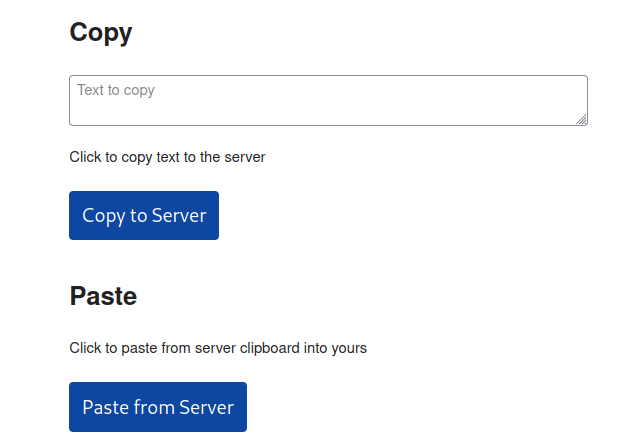 Copy
Text to copy
Click to copy text to the server
Copy to Server
Paste
Click to paste from server clipboard into yours
Paste from Server